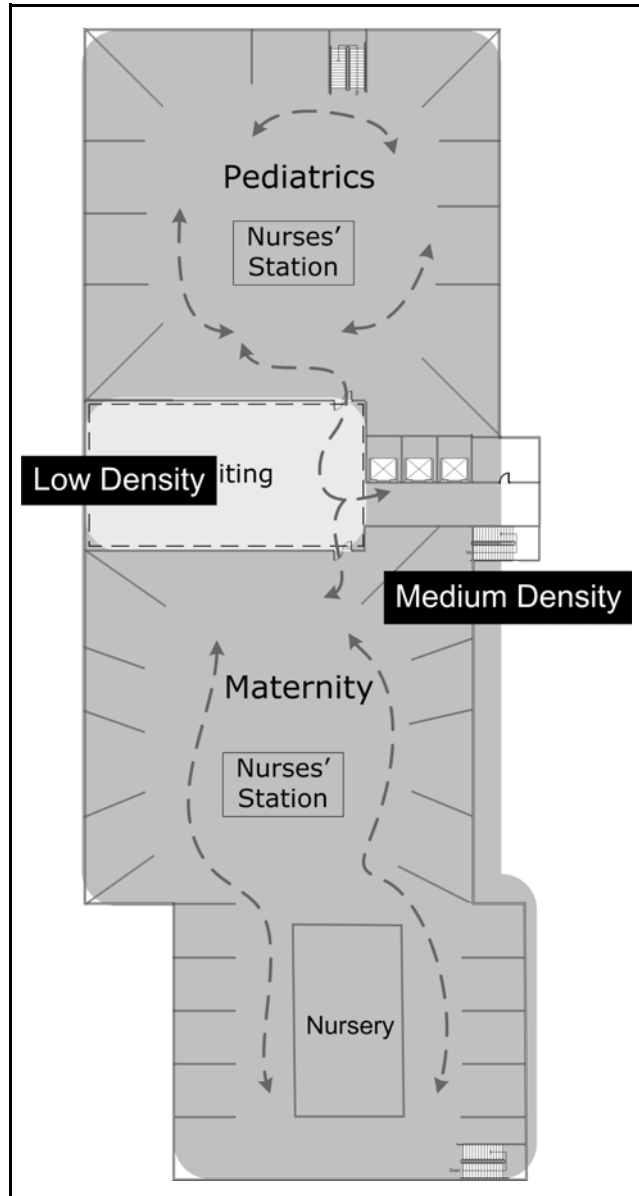 Pediatrics
Nurses'
Station
Low Density
iting
Medium Density
Maternity
Nurses'
Station
Nursery